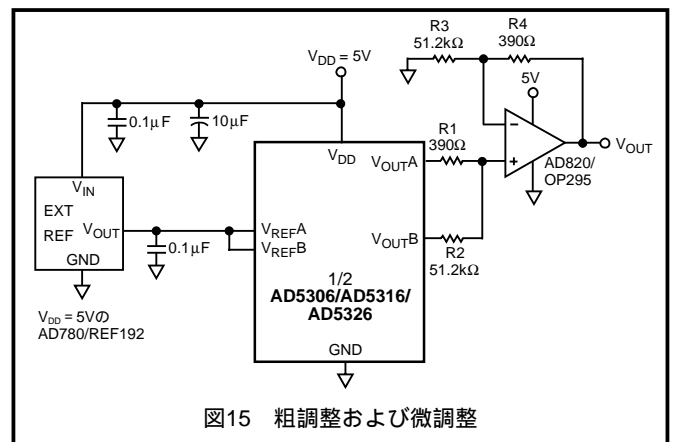 R3
51.2kΩ
R4
390Ω
VDD = 5V
5V
0.1µF
10µF
R1
390Ω
VDD
VOUTA
VOUT
AD820/
OP295
VIN
EXT
REF
VOUT
GND
VREFA
VREFB
0.1µF
VOUTB
R2
51.2kΩ
1/2
AD5306/AD5316/
AD5326
VDD = 5Vの
AD780/REF192
GND
図15 粗調整および微調整